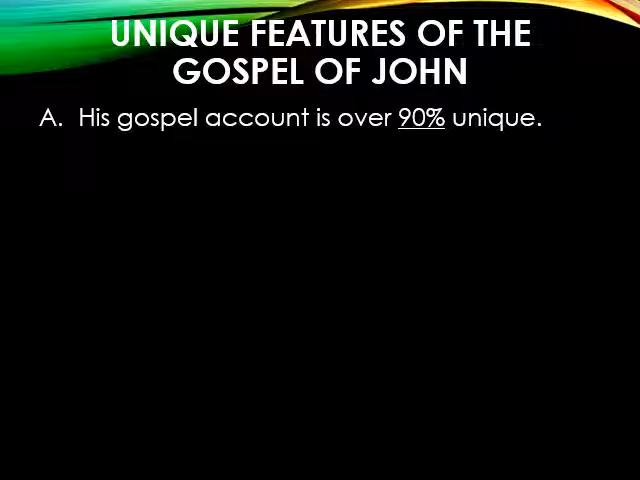 UNIQUE FEATURES OF THE
GOSPEL OF JOHN
A. His gospel account is over 90% unique.